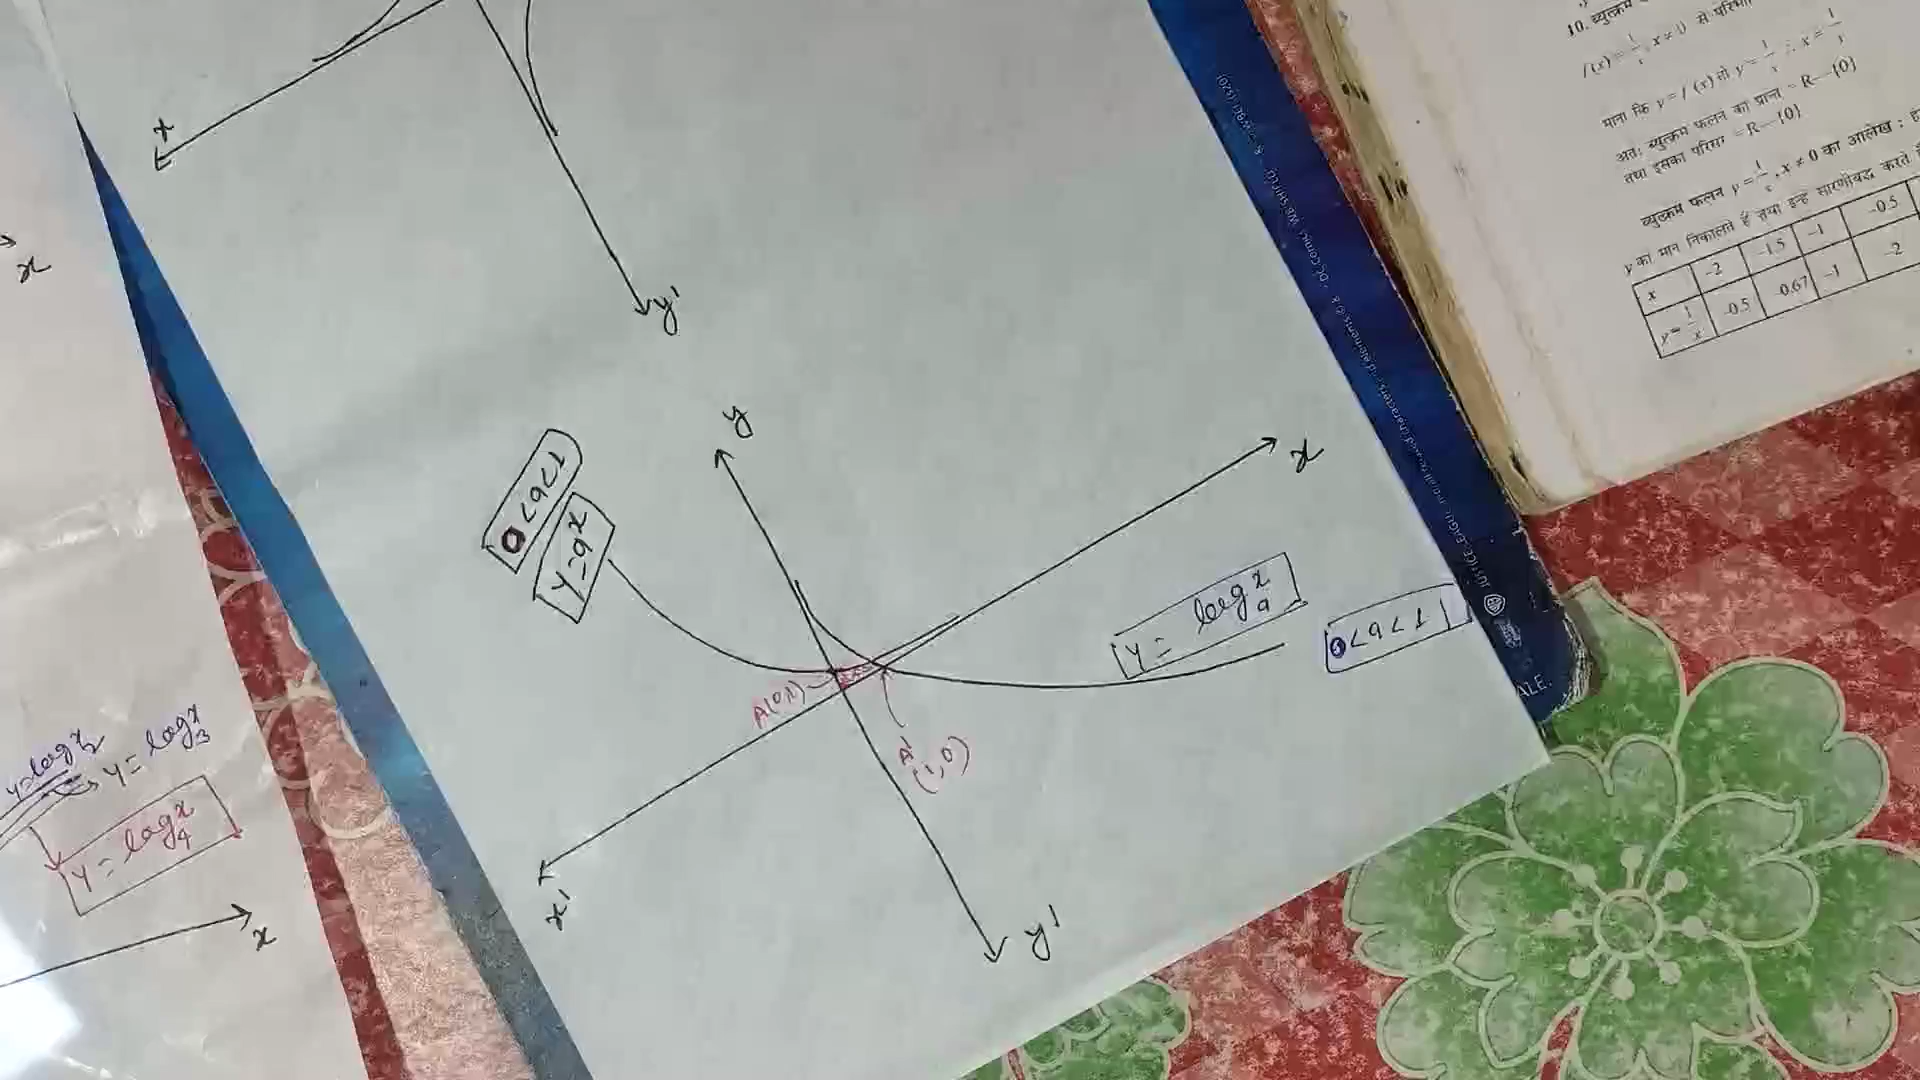 x
y'
x
y
x
0<a<1
y=a^x
y = log_a^x
0<a<1
A(0,1)
A'
(1,0)
x'
y'
y=log_2^x
y = log_3^x
y = log_4^x
x
10. व्युत्क्रम
f(x) = 1/x, x ≠ 0 से परिभा
माना कि y = f(x) तो y = 1/x ∴ x = 1/y
अतः व्युत्क्रम फलन का प्रान्त = R—{0}
तथा इसका परिसर = R—{0}
व्युत्क्रम फलन y = 1/x, x ≠ 0 का आलेख :
y का मान निकालते हैं तथा इन्हें सारणीबद्ध करते
x -2 -1.5 -1 -0.5
y = 1/x -0.5 -0.67 -1 -2